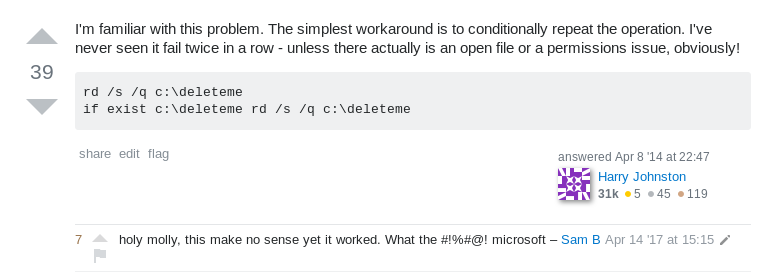 I'm familiar with this problem. The simplest workaround is to conditionally repeat the operation. I've
never seen it fail twice in a row - unless there actually is an open file or a permissions issue, obviously!
39
rd /s /q c:\deleteme
if exist c:\deleteme rd /s /q c:\deleteme
share edit flag
answered Apr 8 '14 at 22:47
Harry Johnston
31k 5 45 119
7 holy molly, this make no sense yet it worked. What the #!%#@! microsoft – Sam B Apr 14 '17 at 15:15